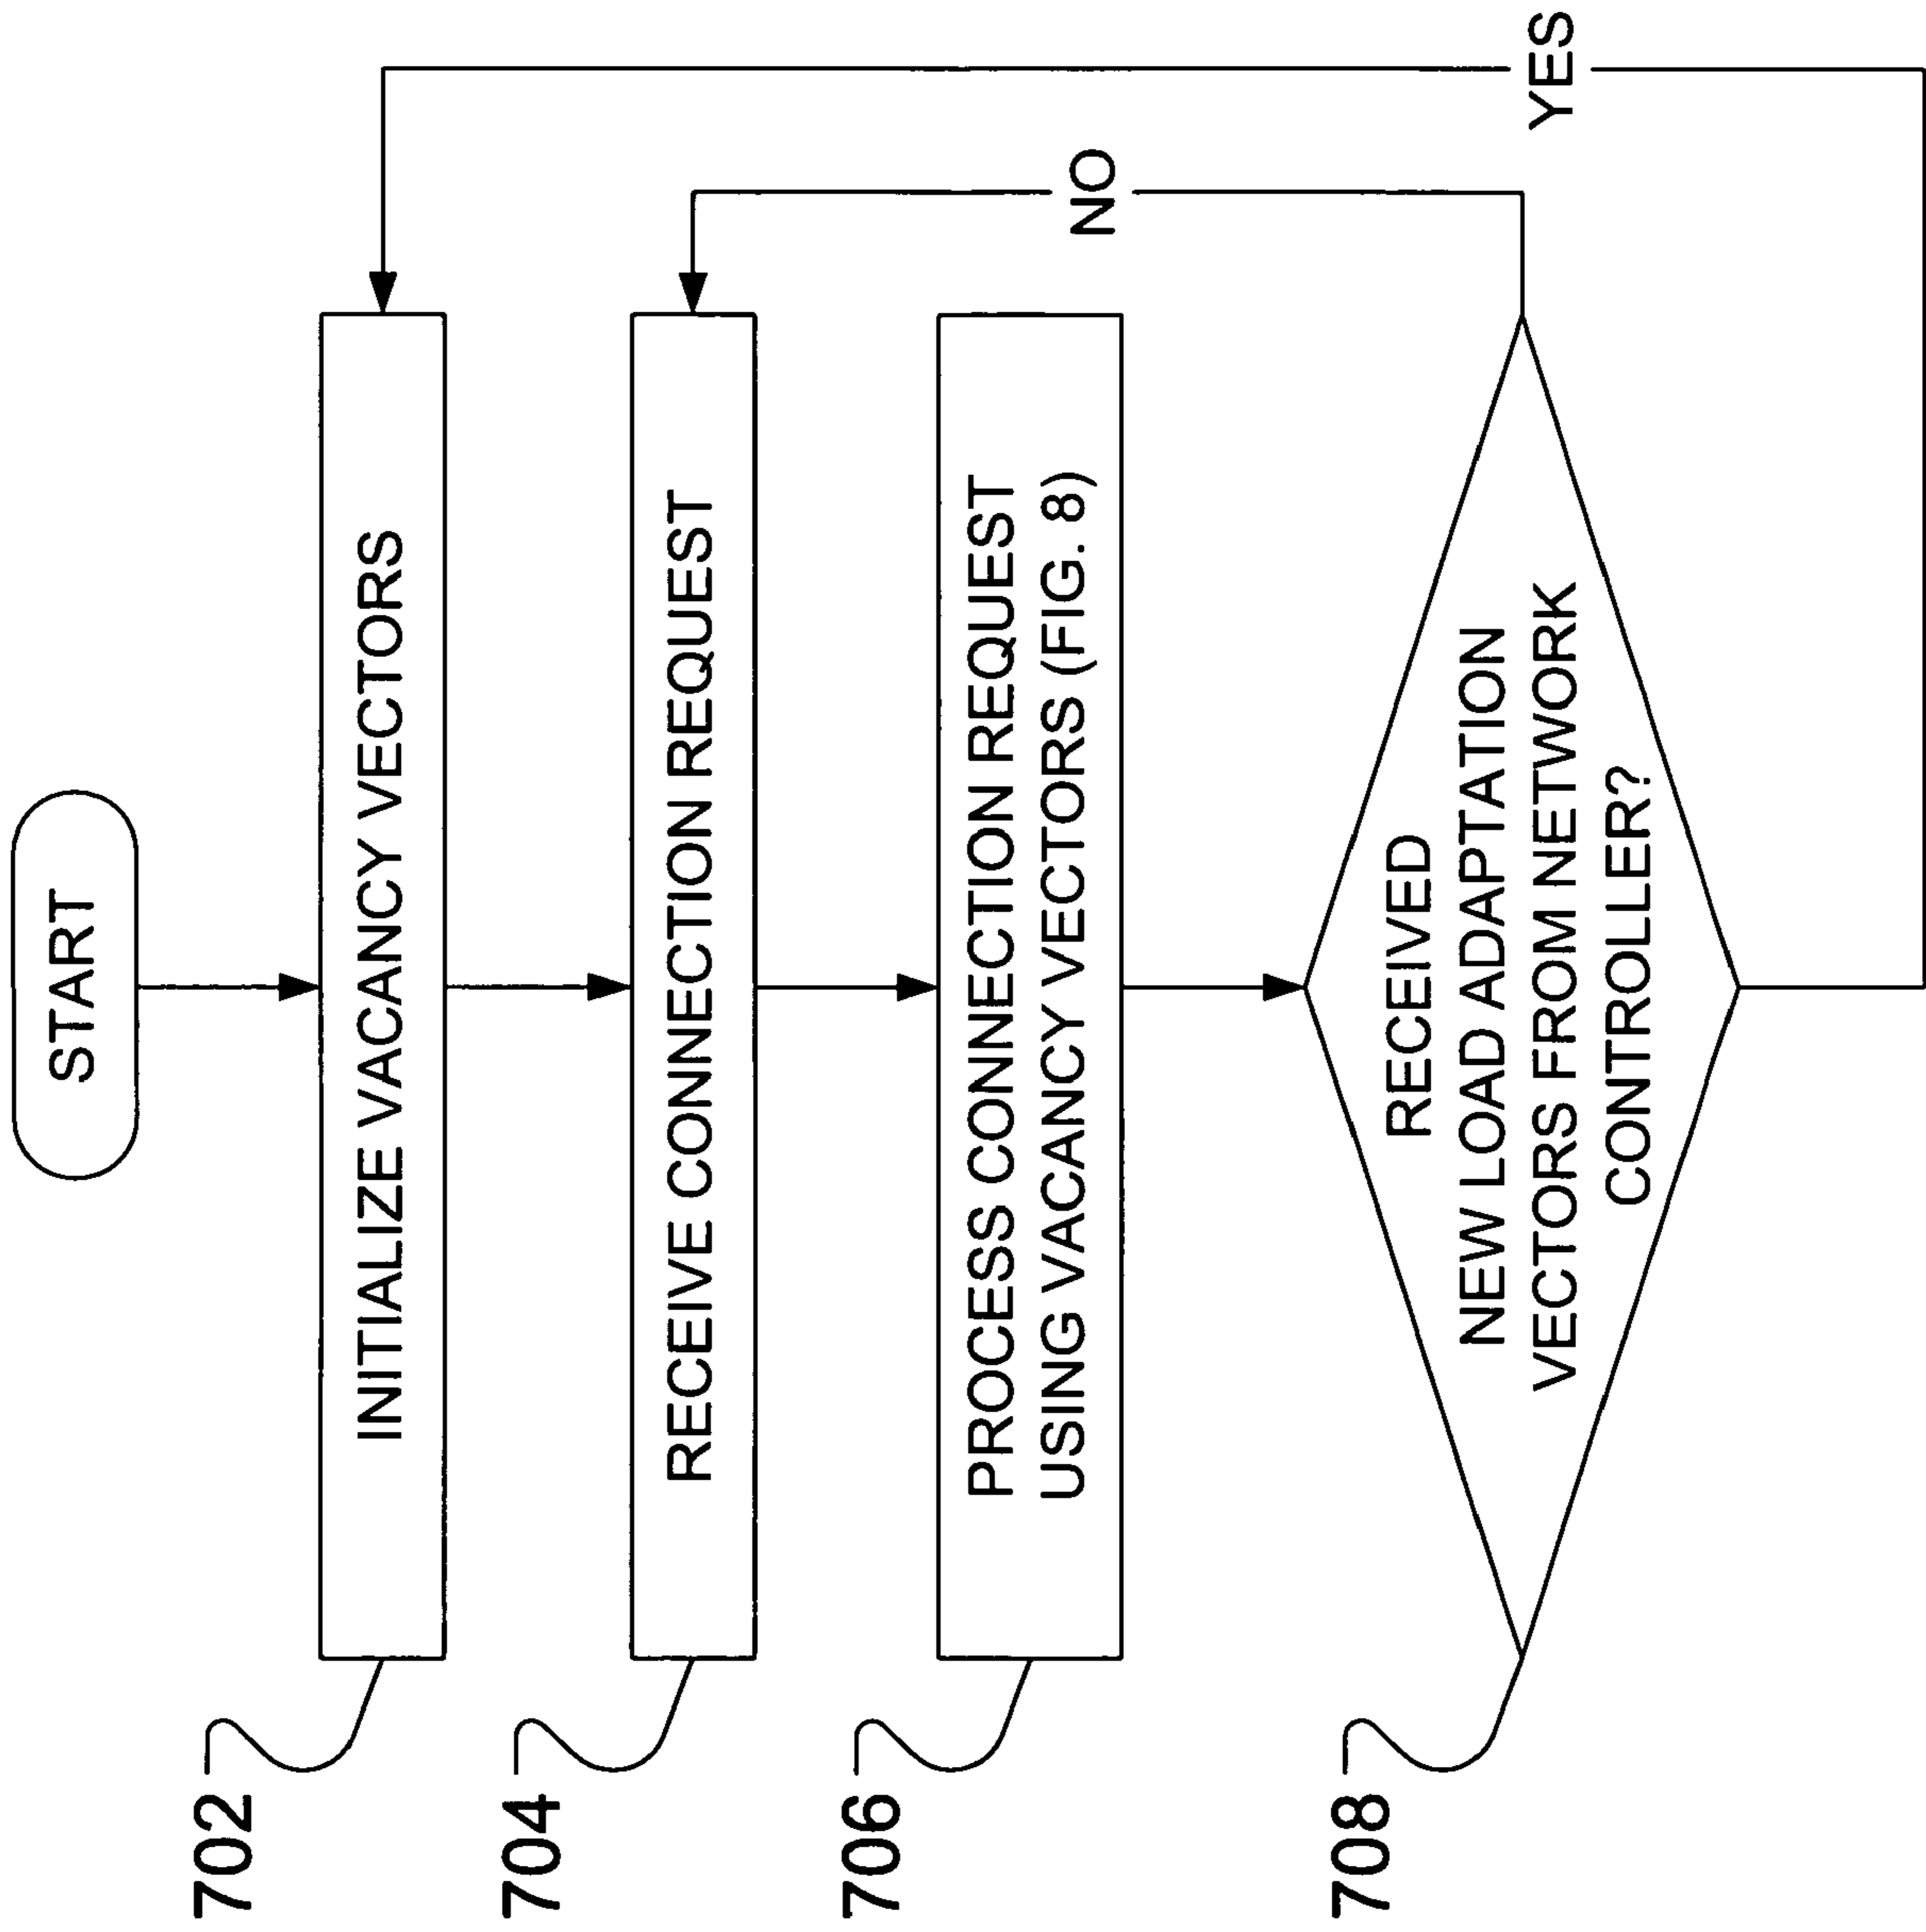 START
702
INITIALIZE VACANCY VECTORS
704
RECEIVE CONNECTION REQUEST
706
PROCESS CONNECTION REQUEST
USING VACANCY VECTORS (FIG. 8)
NO
708
RECEIVED
NEW LOAD ADAPTATION
VECTORS FROM NETWORK
CONTROLLER?
YES